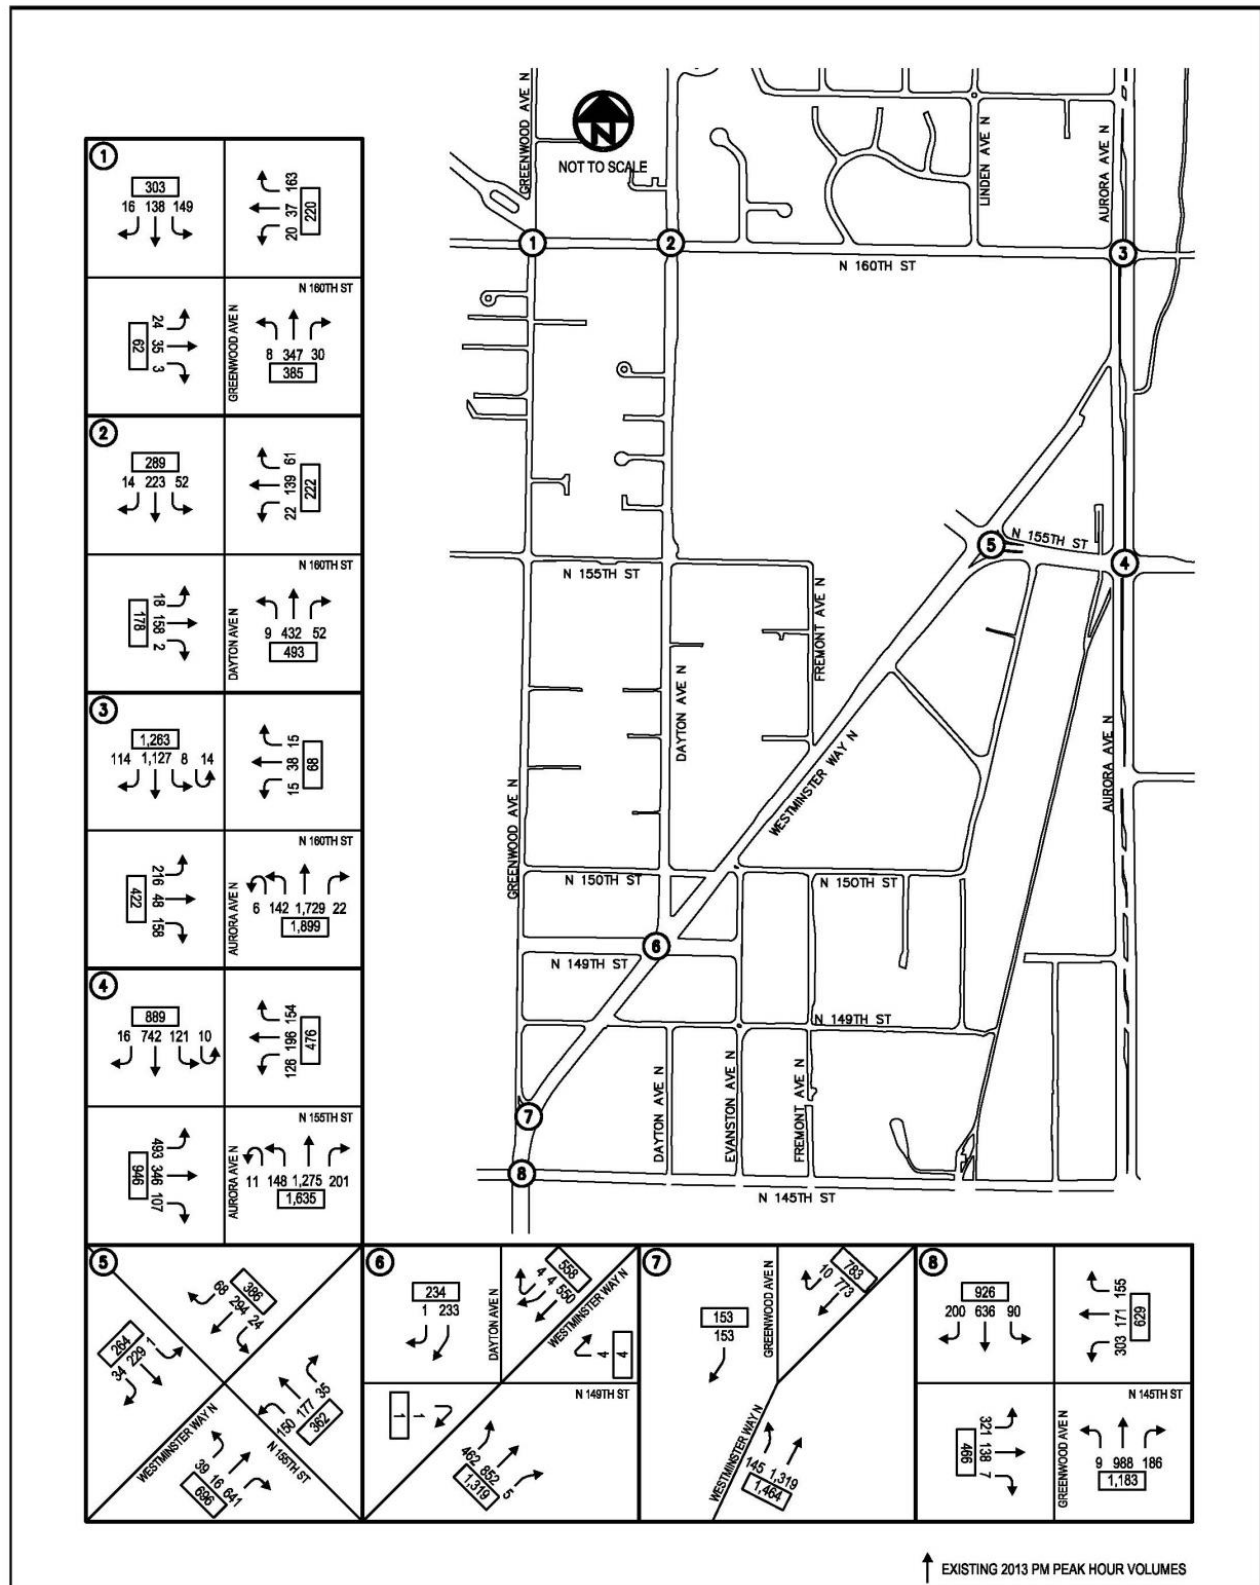 GREENWOOD AVE N
N
NOT TO SCALE
LINDEN AVE N
AURORA AVE N
1
2
3
N 160TH ST
5
N 155TH ST
4
N 155TH ST
FREMONT AVE N
DAYTON AVE N
WESTMINSTER WAY N
AURORA AVE N
GREENWOOD AVE N
N 150TH ST
N 150TH ST
6
N 149TH ST
N 149TH ST
7
DAYTON AVE N
EVANSTON AVE N
FREMONT AVE N
8
N 145TH ST
1
303
16 138 149
163
37
20
220
24
35
3
62
N 160TH ST
GREENWOOD AVE N
8 347 30
385
2
289
14 223 52
61
139
22
222
18
158
2
178
N 160TH ST
DAYTON AVE N
9 432 52
493
3
1,263
114 1,127 8 14
15
38
15
68
216
48
158
422
N 160TH ST
AURORA AVE N
6 142 1,729 22
1,899
4
889
16 742 121 10
154
196
126
476
493
346
107
946
N 155TH ST
AURORA AVE N
11 148 1,275 201
1,635
5
386
68 294 24
264
34 229 1
150 177 35
362
WESTMINSTER WAY N
N 155TH ST
39 16 641
696
6
234
1 233
DAYTON AVE N
558
4 4 550
WESTMINSTER WAY N
4
4
1
1
N 149TH ST
462 852 5
1,319
7
153
153
GREENWOOD AVE N
783
10 773
WESTMINSTER WAY N
145 1,319
1,464
8
926
200 636 90
155
171
303
629
321
138
7
466
N 145TH ST
GREENWOOD AVE N
9 988 186
1,183
EXISTING 2013 PM PEAK HOUR VOLUMES